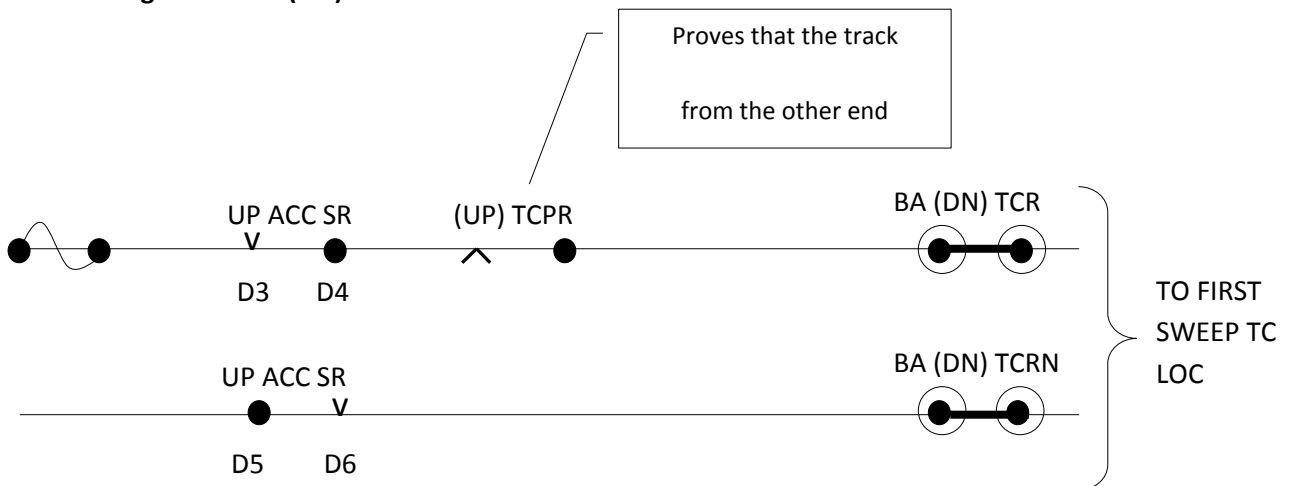 Proves that the track
from the other end
UP ACC SR
(UP) TCPR
BA (DN) TCR
D3 D4
TO FIRST
SWEEP TC
LOC
UP ACC SR
BA (DN) TCRN
D5 D6